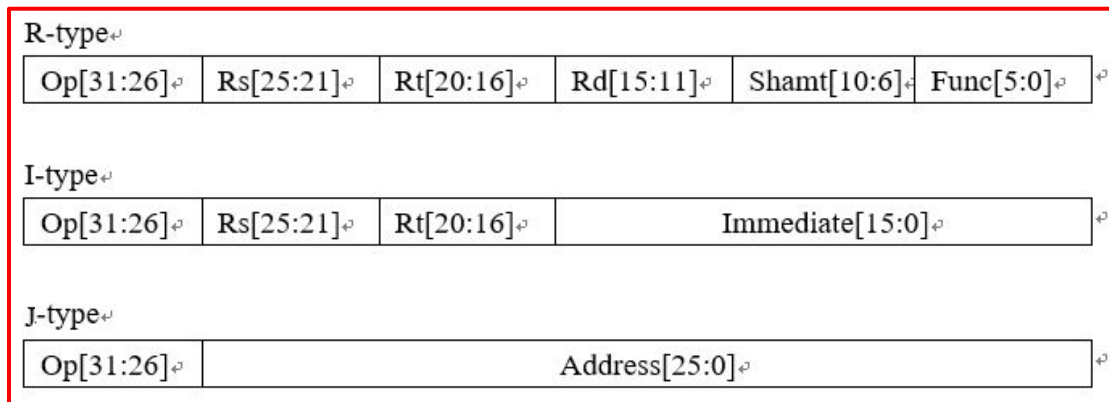 R-type↵
Op[31:26]↵ Rs[25:21]↵ Rt[20:16]↵ Rd[15:11]↵ Shamt[10:6]↵ Func[5:0]↵ ↵
I-type↵
Op[31:26]↵ Rs[25:21]↵ Rt[20:16]↵ Immediate[15:0]↵ ↵
J-type↵
Op[31:26]↵ Address[25:0]↵ ↵